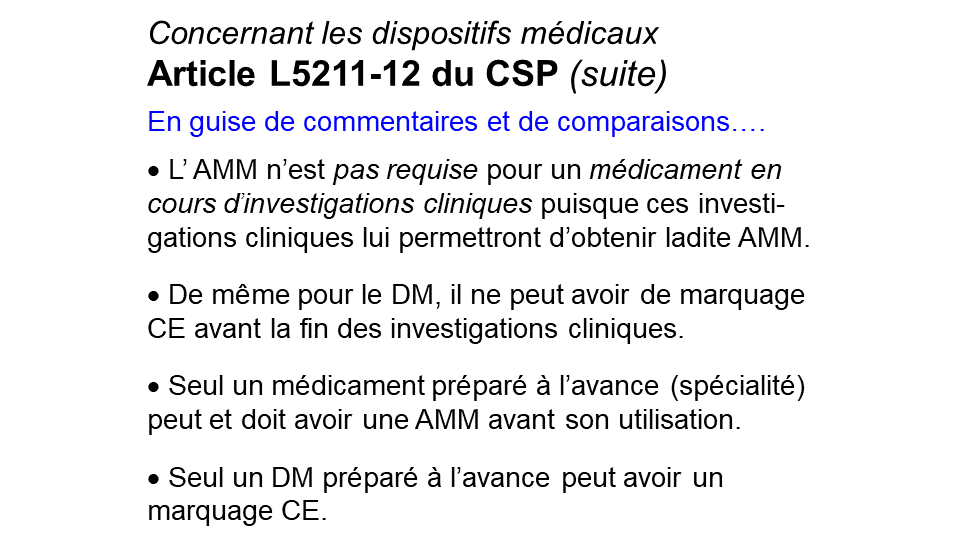 Concernant les dispositifs médicaux
Article L5211-12 du CSP (suite)
En guise de commentaires et de comparaisons….
• L’ AMM n’est pas requise pour un médicament en
cours d’investigations cliniques puisque ces investi-
gations cliniques lui permettront d’obtenir ladite AMM.
• De même pour le DM, il ne peut avoir de marquage
CE avant la fin des investigations cliniques.
• Seul un médicament préparé à l’avance (spécialité)
peut et doit avoir une AMM avant son utilisation.
• Seul un DM préparé à l’avance peut avoir un
marquage CE.